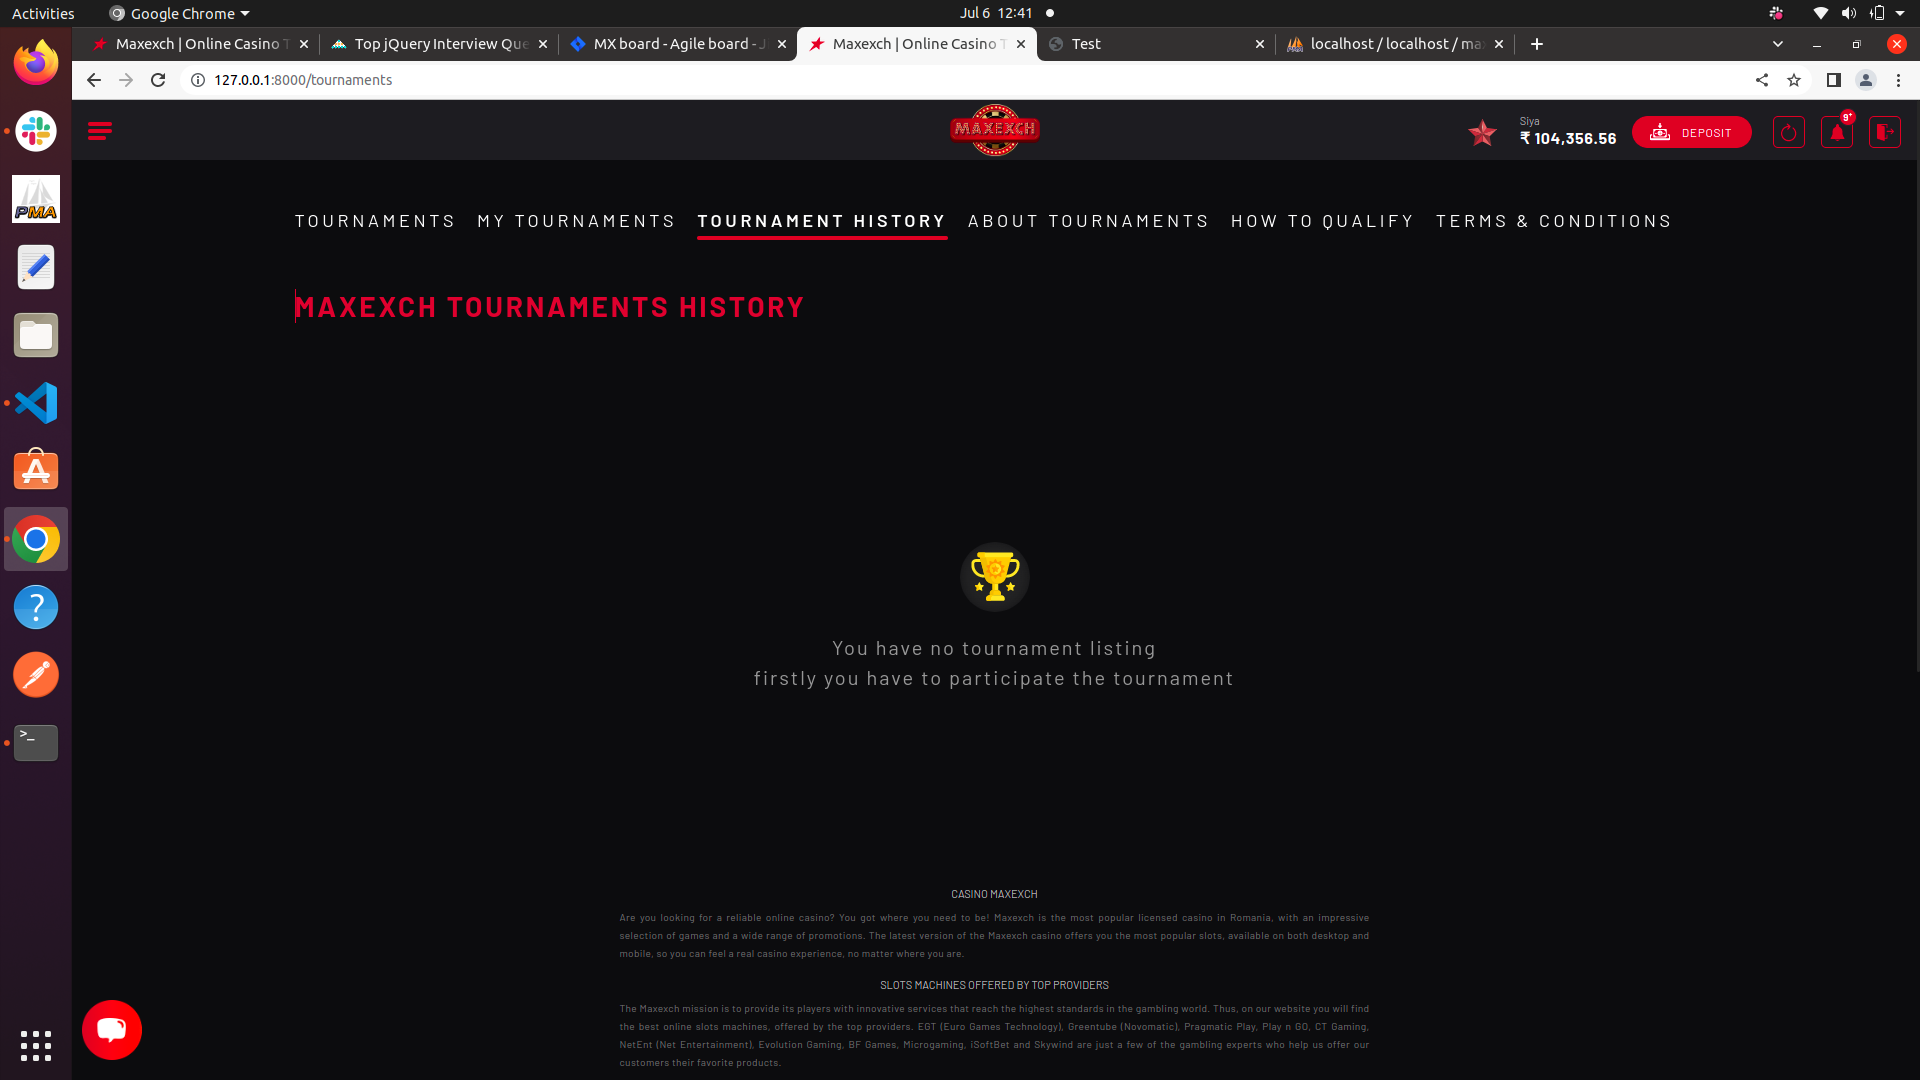 Activities
Google Chrome
Jul 6 12:41
Maxexch | Online Casino T
Top jQuery Interview Que
MX board - Agile board - J
Maxexch | Online Casino T
Test
localhost / localhost / ma
127.0.0.1:8000/tournaments
MAXEXCH
Siya
₹ 104,356.56
DEPOSIT
9+
PMA
TOURNAMENTS
MY TOURNAMENTS
TOURNAMENT HISTORY
ABOUT TOURNAMENTS
HOW TO QUALIFY
TERMS & CONDITIONS
MAXEXCH TOURNAMENTS HISTORY
You have no tournament listing
firstly you have to participate the tournament
CASINO MAXEXCH
Are you looking for a reliable online casino? You got where you need to be! Maxexch is the most popular licensed casino in Romania, with an impressive
selection of games and a wide range of promotions. The latest version of the Maxexch casino offers you the most popular slots, available on both desktop and
mobile, so you can feel a real casino experience, no matter where you are.
SLOTS MACHINES OFFERED BY TOP PROVIDERS
The Maxexch mission is to provide its players with innovative services that reach the highest standards in the gambling world. Thus, on our website you will find
the best online slots machines, offered by the top providers. EGT (Euro Games Technology), Greentube (Novomatic), Pragmatic Play, Play n GO, CT Gaming,
NetEnt (Net Entertainment), Evolution Gaming, BF Games, Microgaming, iSoftBet and Skywind are just a few of the gambling experts who help us offer our
customers their favorite products.